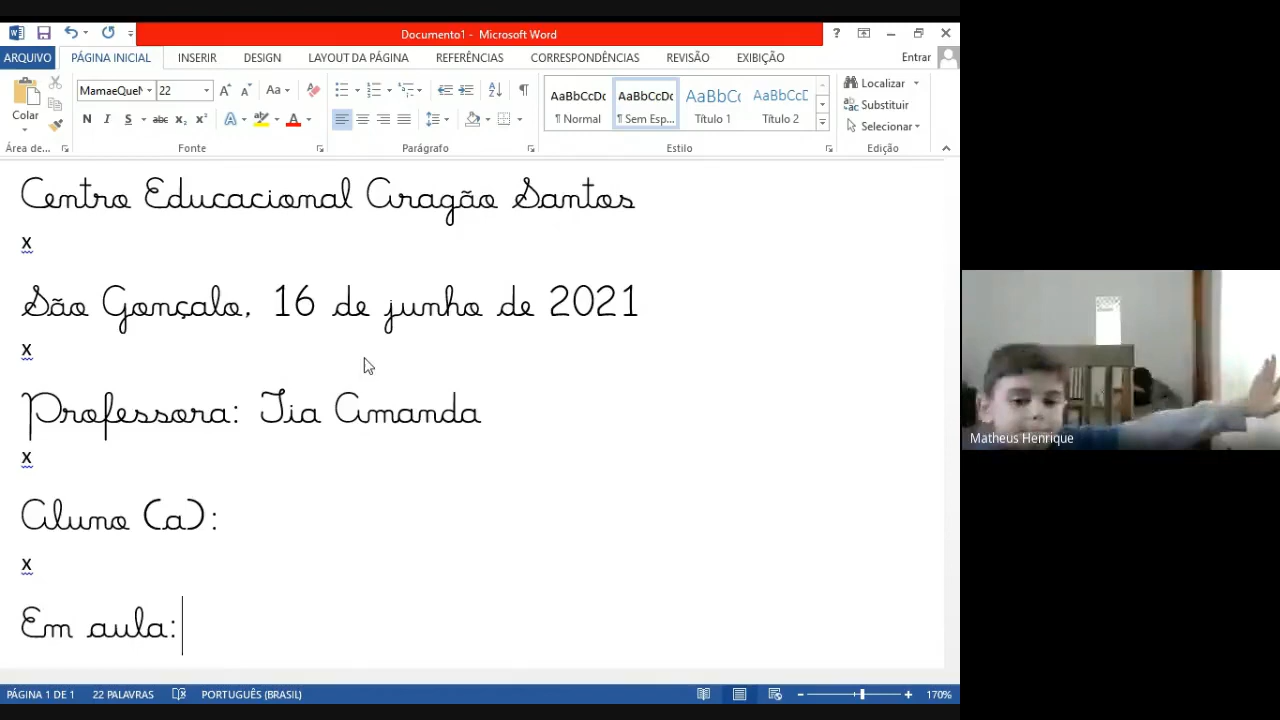 Documento1 - Microsoft Word
?
ARQUIVO PÁGINA INICIAL INSERIR DESIGN LAYOUT DA PÁGINA REFERÊNCIAS CORRESPONDÊNCIAS REVISÃO EXIBIÇÃO Entrar
MamaeQueN 22 Aa AaBbCcDc AaBbCcDc AaBbCc AaBbCcD Localizar
Substituir
Colar N I S abc x₂ x² A A ¶ Normal ¶ Sem Esp... Título 1 Título 2 Selecionar
Área de... Fonte Parágrafo Estilo Edição
Centro Educacional Aragão Santos
x
São Gonçalo, 16 de junho de 2021
x
Professora: Tia Amanda
x
Aluno (a):
x
Em aula:
Matheus Henrique
PÁGINA 1 DE 1 22 PALAVRAS PORTUGUÊS (BRASIL) 170%